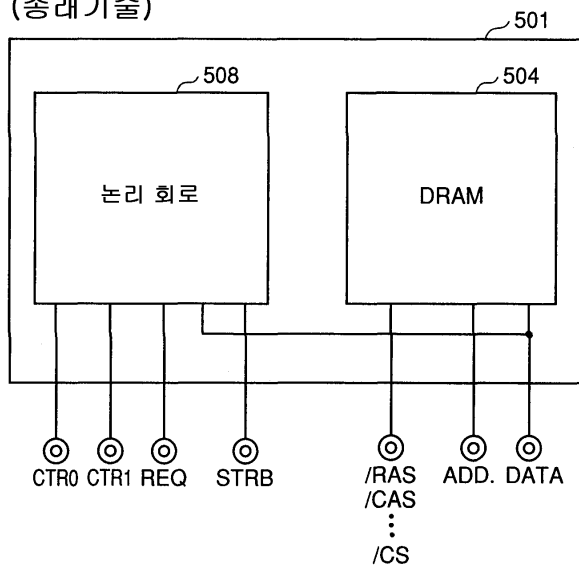 (종래기술)
501
508
504
논리 회로
DRAM
CTR0 CTR1 REQ STRB
/RAS ADD. DATA
/CAS
⋮
/CS